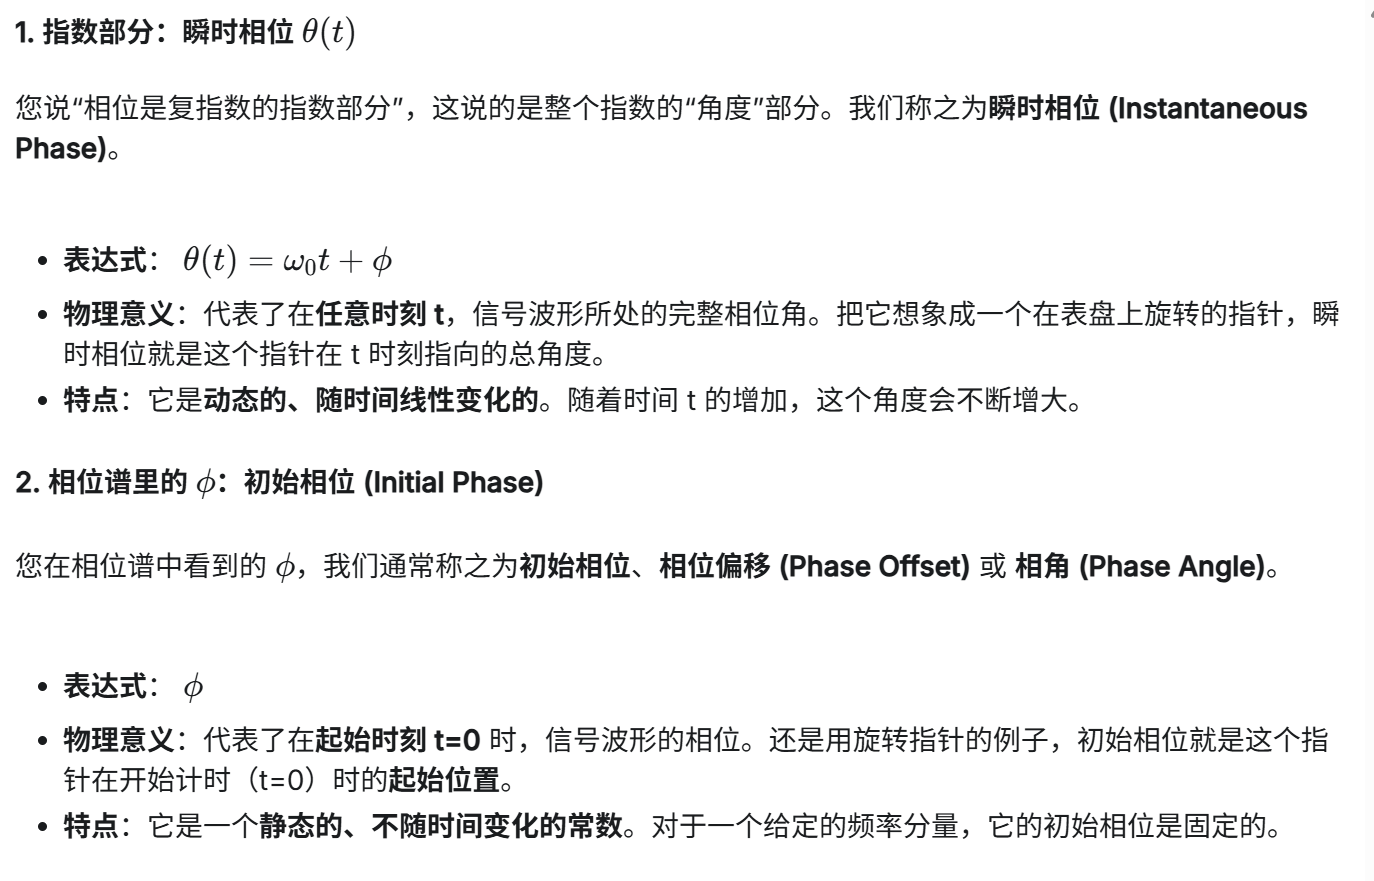 1. 指数部分：瞬时相位 θ(t)
您说“相位是复指数的指数部分”，这说的是整个指数的“角度”部分。我们称之为瞬时相位 (Instantaneous
Phase)。
• 表达式： θ(t) = ω₀t + ϕ
• 物理意义：代表了在任意时刻 t，信号波形所处的完整相位角。把它想象成一个在表盘上旋转的指针，瞬
时相位就是这个指针在 t 时刻指向的总角度。
• 特点：它是动态的、随时间线性变化的。随着时间 t 的增加，这个角度会不断增大。
2. 相位谱里的 ϕ：初始相位 (Initial Phase)
您在相位谱中看到的 ϕ，我们通常称之为初始相位、相位偏移 (Phase Offset) 或 相角 (Phase Angle)。
• 表达式： ϕ
• 物理意义：代表了在起始时刻 t=0 时，信号波形的相位。还是用旋转指针的例子，初始相位就是这个指
针在开始计时（t=0）时的起始位置。
• 特点：它是一个静态的、不随时间变化的常数。对于一个给定的频率分量，它的初始相位是固定的。